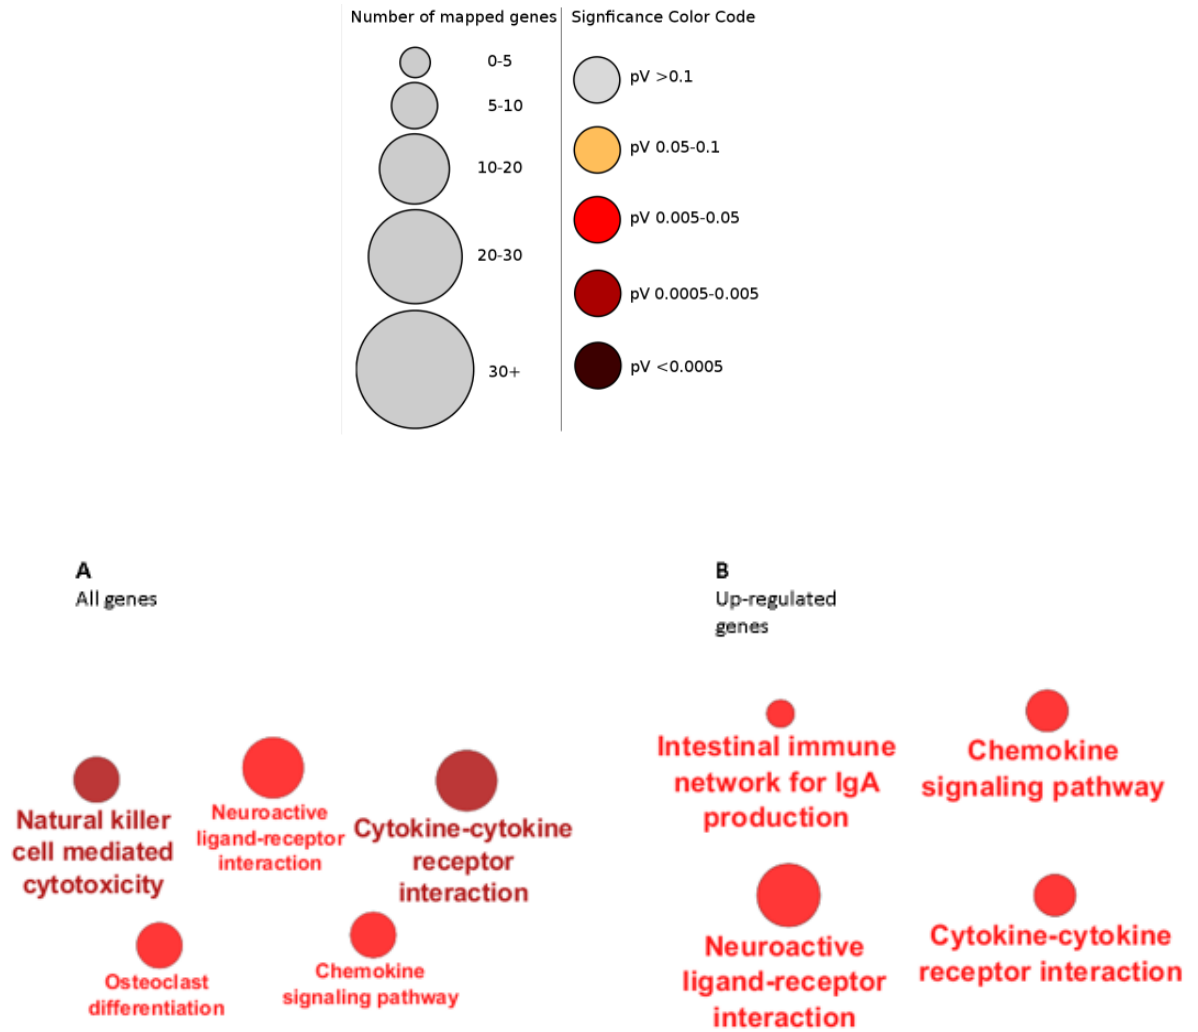 Number of mapped genes
0-5
5-10
10-20
20-30
30+
Signficance Color Code
pV >0.1
pV 0.05-0.1
pV 0.005-0.05
pV 0.0005-0.005
pV <0.0005
A
All genes
Natural killer
cell mediated
cytotoxicity
Neuroactive
ligand-receptor
interaction
Cytokine-cytokine
receptor
interaction
Osteoclast
differentiation
Chemokine
signaling pathway
B
Up-regulated
genes
Intestinal immune
network for IgA
production
Chemokine
signaling pathway
Neuroactive
ligand-receptor
interaction
Cytokine-cytokine
receptor interaction